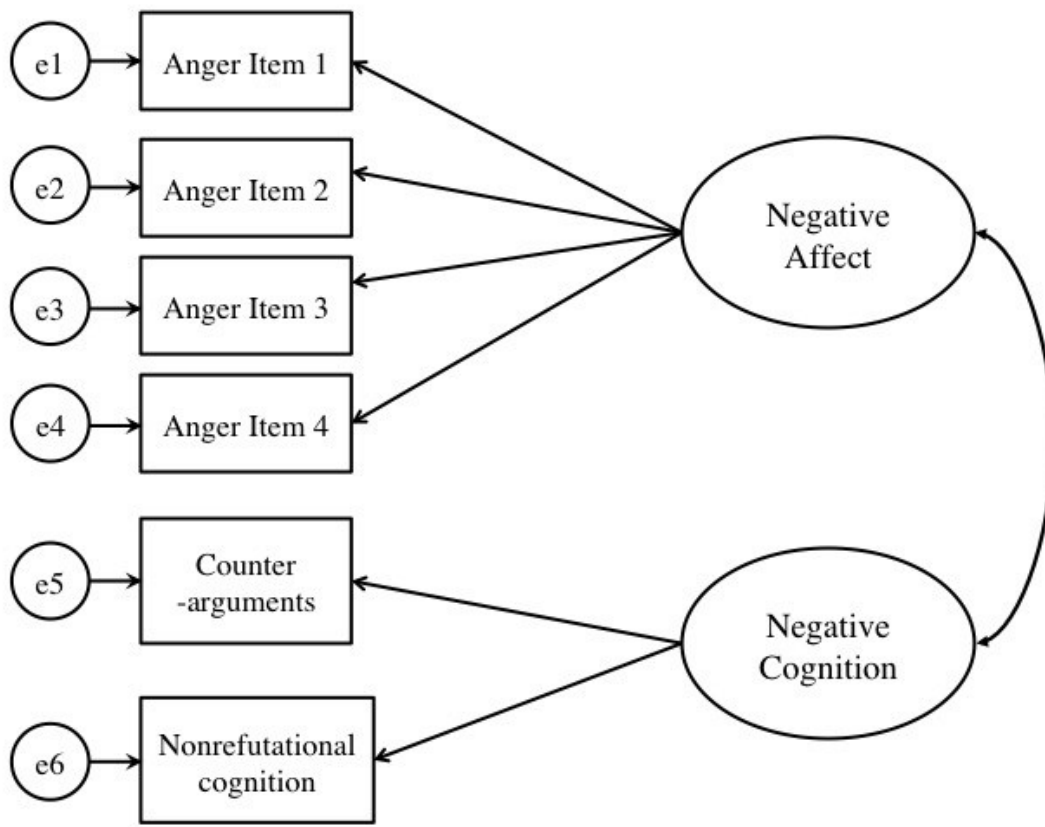 e1
Anger Item 1
e2
Anger Item 2
e3
Anger Item 3
e4
Anger Item 4
Negative
Affect
e5
Counter
-arguments
Negative
Cognition
e6
Nonrefutational
cognition